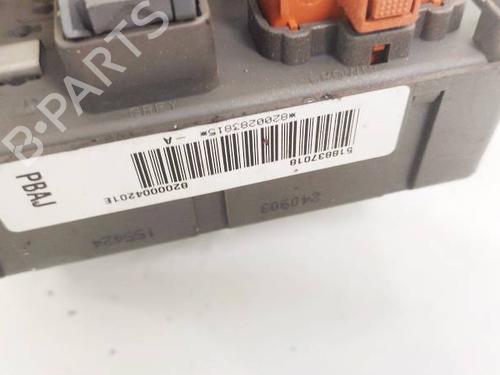 B-PARTS
GREY
*8200283815* -A
518837018
8200004201E
PBAJ
240903
155424